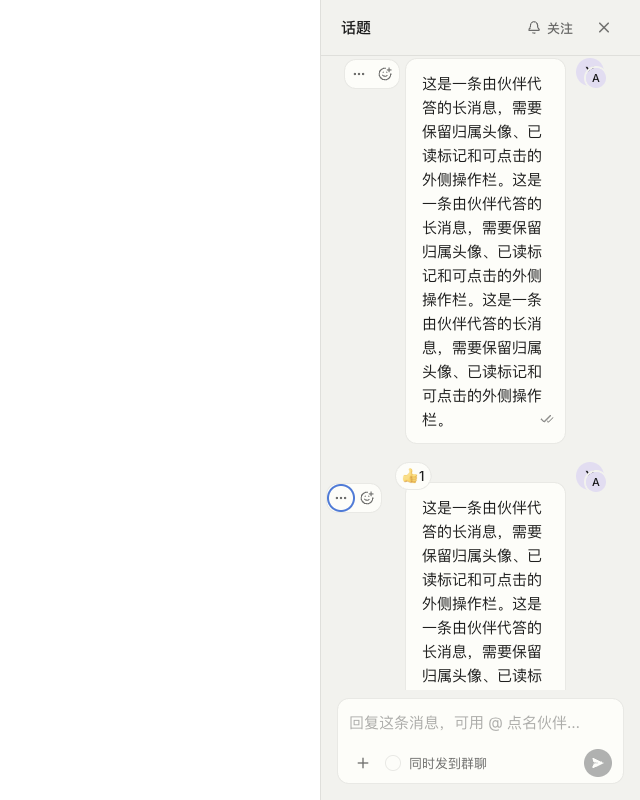 话题
关注
A
这是一条由伙伴代
答的长消息，需要
保留归属头像、已
读标记和可点击的
外侧操作栏。这是
一条由伙伴代答的
长消息，需要保留
归属头像、已读标
记和可点击的外侧
操作栏。这是一条
由伙伴代答的长消
息，需要保留归属
头像、已读标记和
可点击的外侧操作
栏。
👍1
A
这是一条由伙伴代
答的长消息，需要
保留归属头像、已
读标记和可点击的
外侧操作栏。这是
一条由伙伴代答的
长消息，需要保留
归属头像、已读标
回复这条消息，可用 @ 点名伙伴...
同时发到群聊